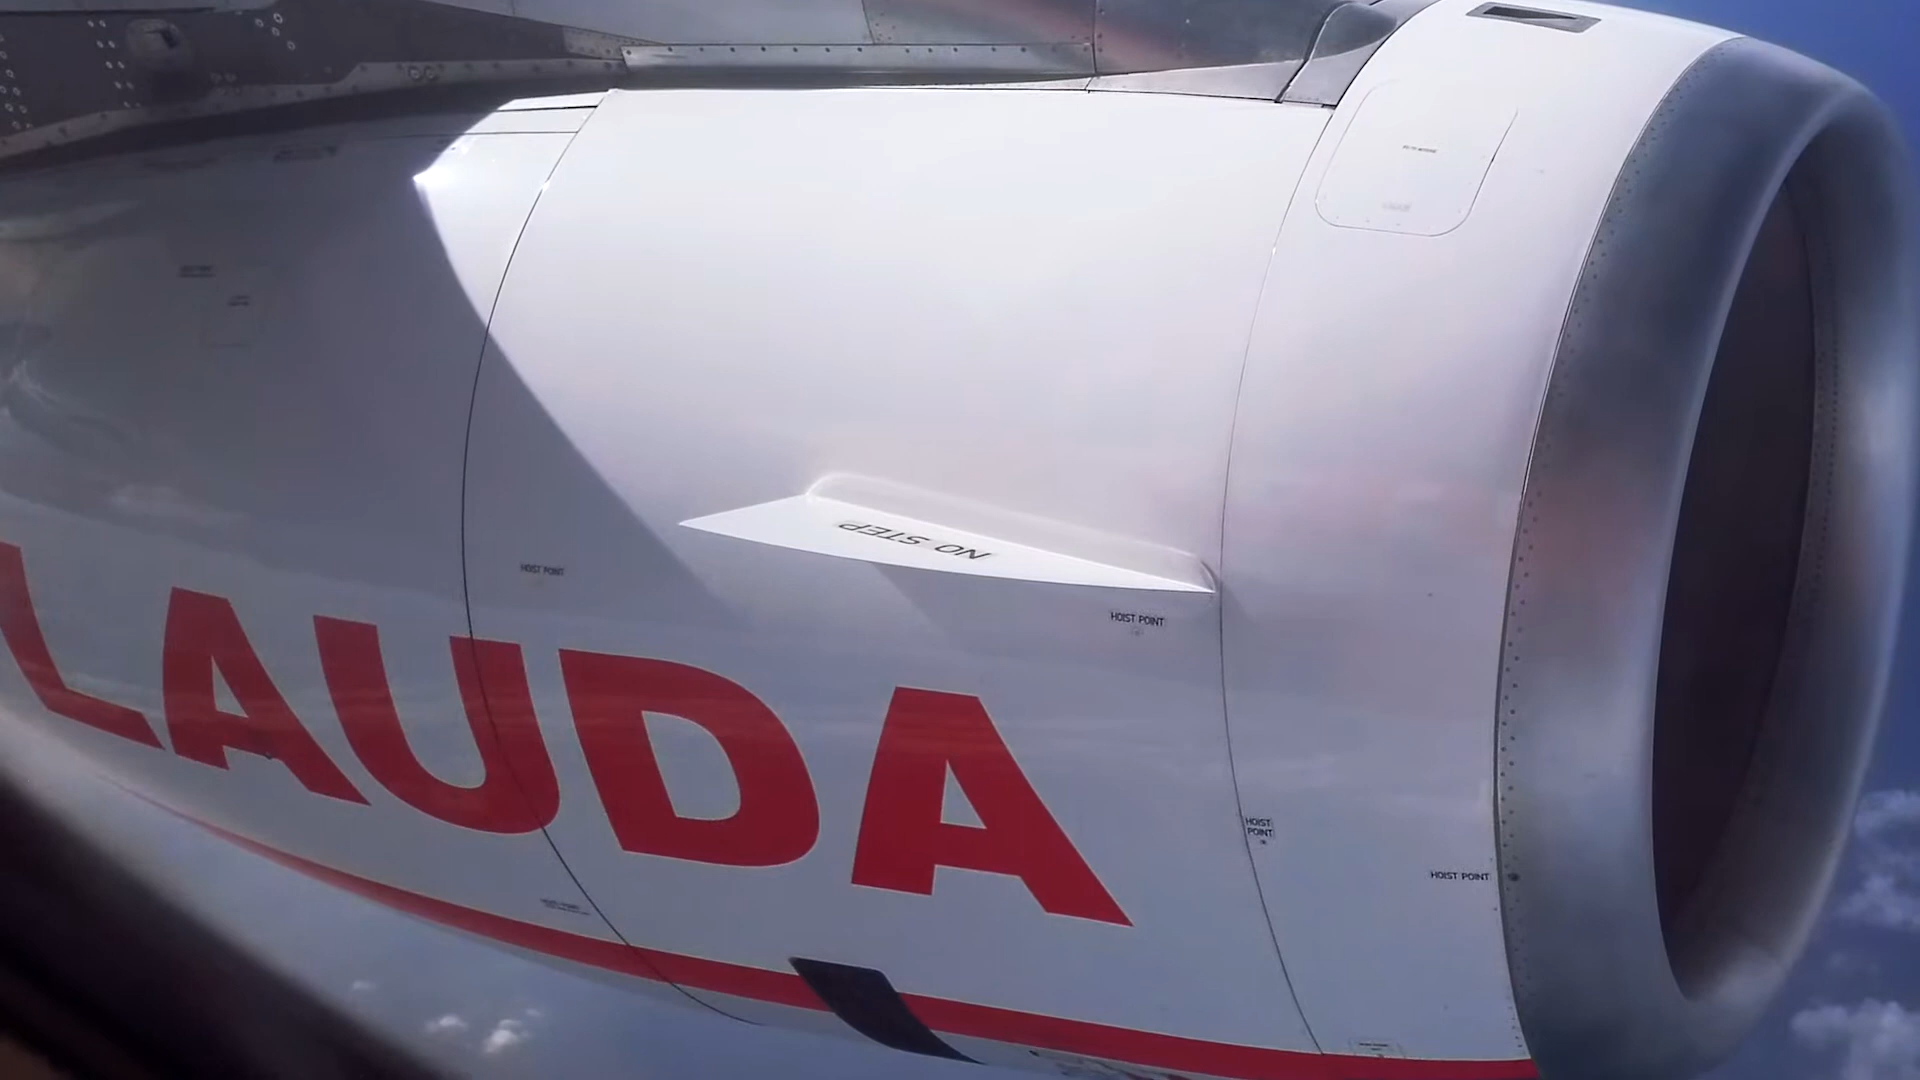 NO STEP
HOIST POINT
HOIST POINT
LAUDA
HOIST
POINT
HOIST POINT